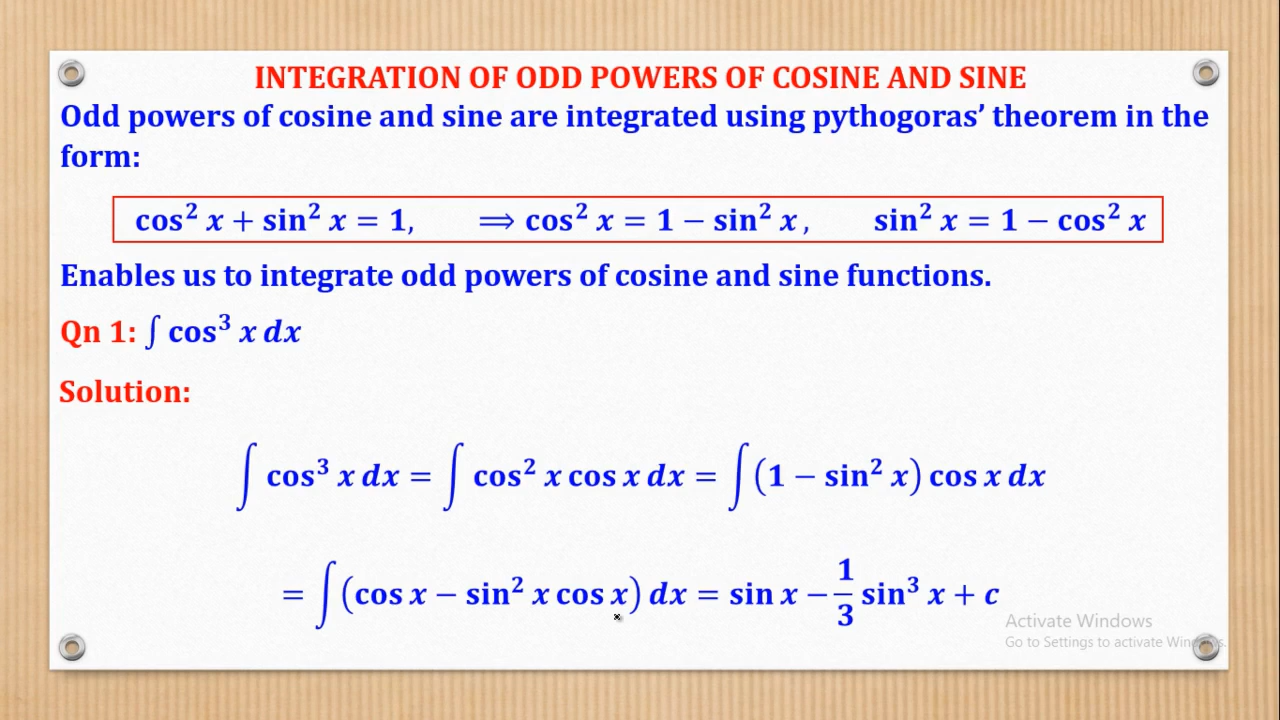 INTEGRATION OF ODD POWERS OF COSINE AND SINE
Odd powers of cosine and sine are integrated using pythogoras’ theorem in the
form:
cos² x + sin² x = 1, ⟹ cos² x = 1 − sin² x, sin² x = 1 − cos² x
Enables us to integrate odd powers of cosine and sine functions.
Qn 1: ∫ cos³ x dx
Solution:
∫ cos³ x dx = ∫ cos² x cos x dx = ∫ (1 − sin² x) cos x dx
= ∫ (cos x − sin² x cos x) dx = sin x − 1/3 sin³ x + c
Activate Windows
Go to Settings to activate Windows.